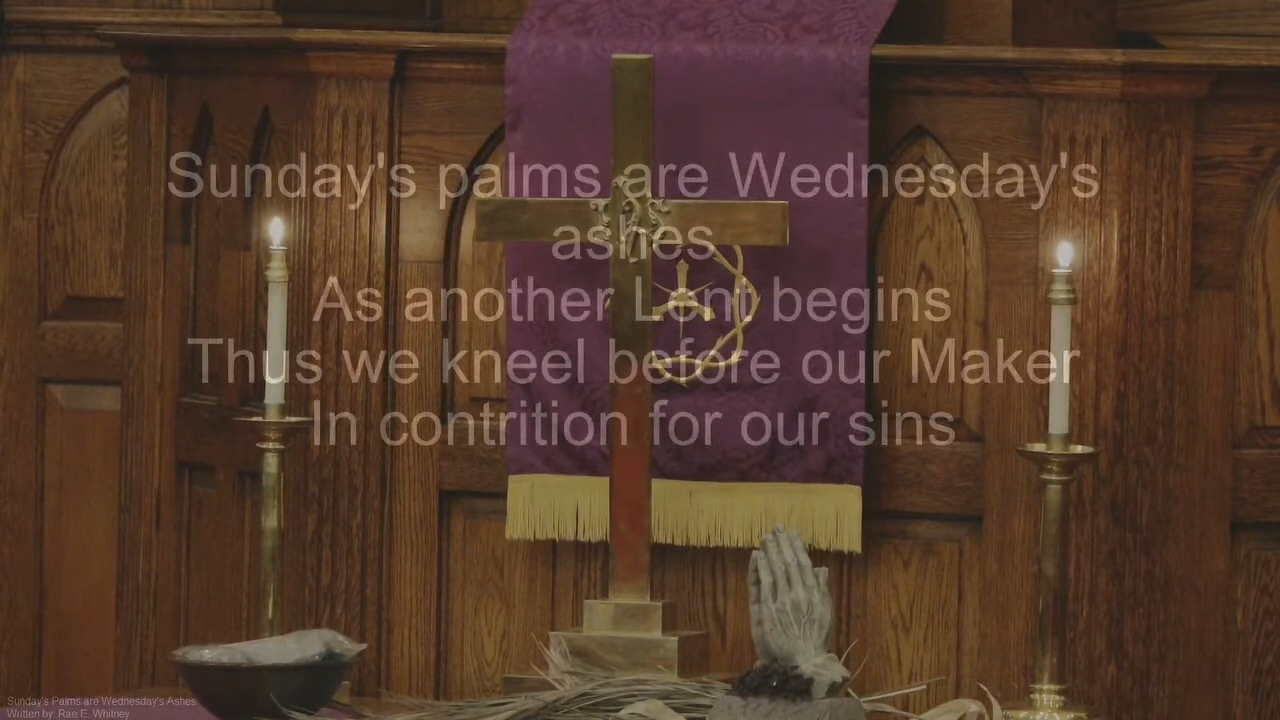 Sunday's palms are Wednesday's
ashes
As another Lent begins
Thus we kneel before our Maker
In contrition for our sins
Sunday's Palms are Wednesday's Ashes
Written by: Rae E. Whitney